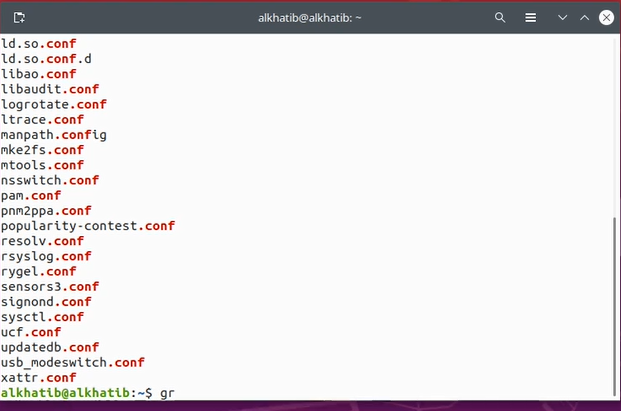 alkhatib@alkhatib: ~
ld.so.conf
ld.so.conf.d
libao.conf
libaudit.conf
logrotate.conf
ltrace.conf
manpath.config
mke2fs.conf
mtools.conf
nsswitch.conf
pam.conf
pnm2ppa.conf
popularity-contest.conf
resolv.conf
rsyslog.conf
rygel.conf
sensors3.conf
signond.conf
sysctl.conf
ucf.conf
updatedb.conf
usb_modeswitch.conf
xattr.conf
alkhatib@alkhatib:~$ gr